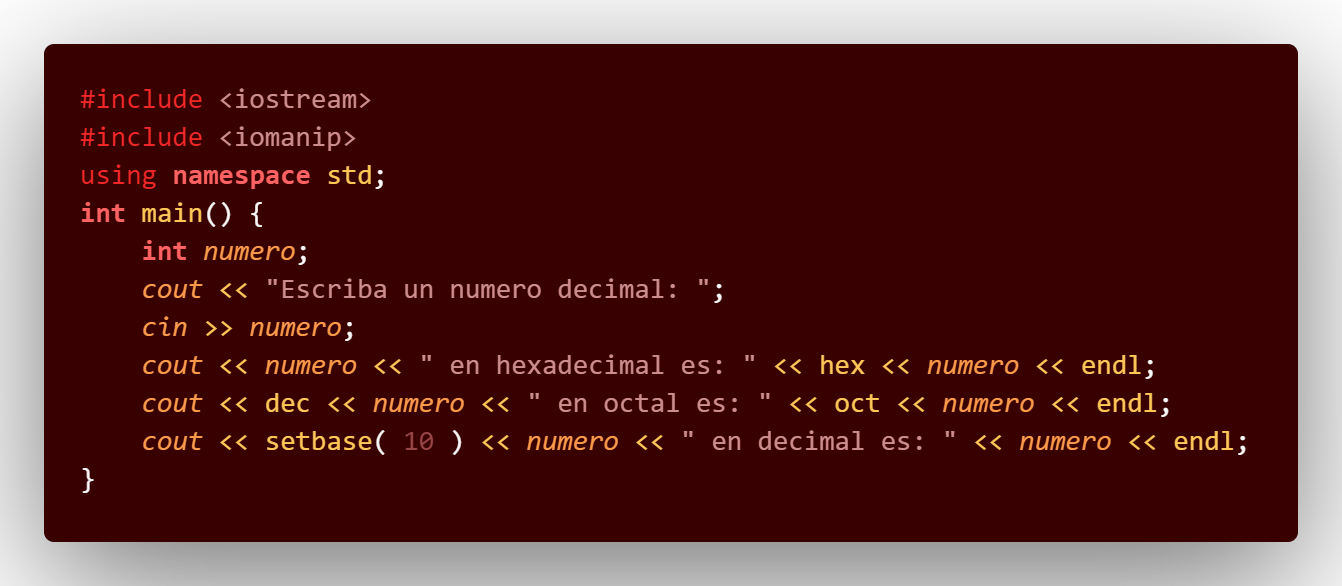 #include <iostream>
#include <iomanip>
using namespace std;
int main() {
    int numero;
    cout << "Escriba un numero decimal: ";
    cin >> numero;
    cout << numero << " en hexadecimal es: " << hex << numero << endl;
    cout << dec << numero << " en octal es: " << oct << numero << endl;
    cout << setbase( 10 ) << numero << " en decimal es: " << numero << endl;
}